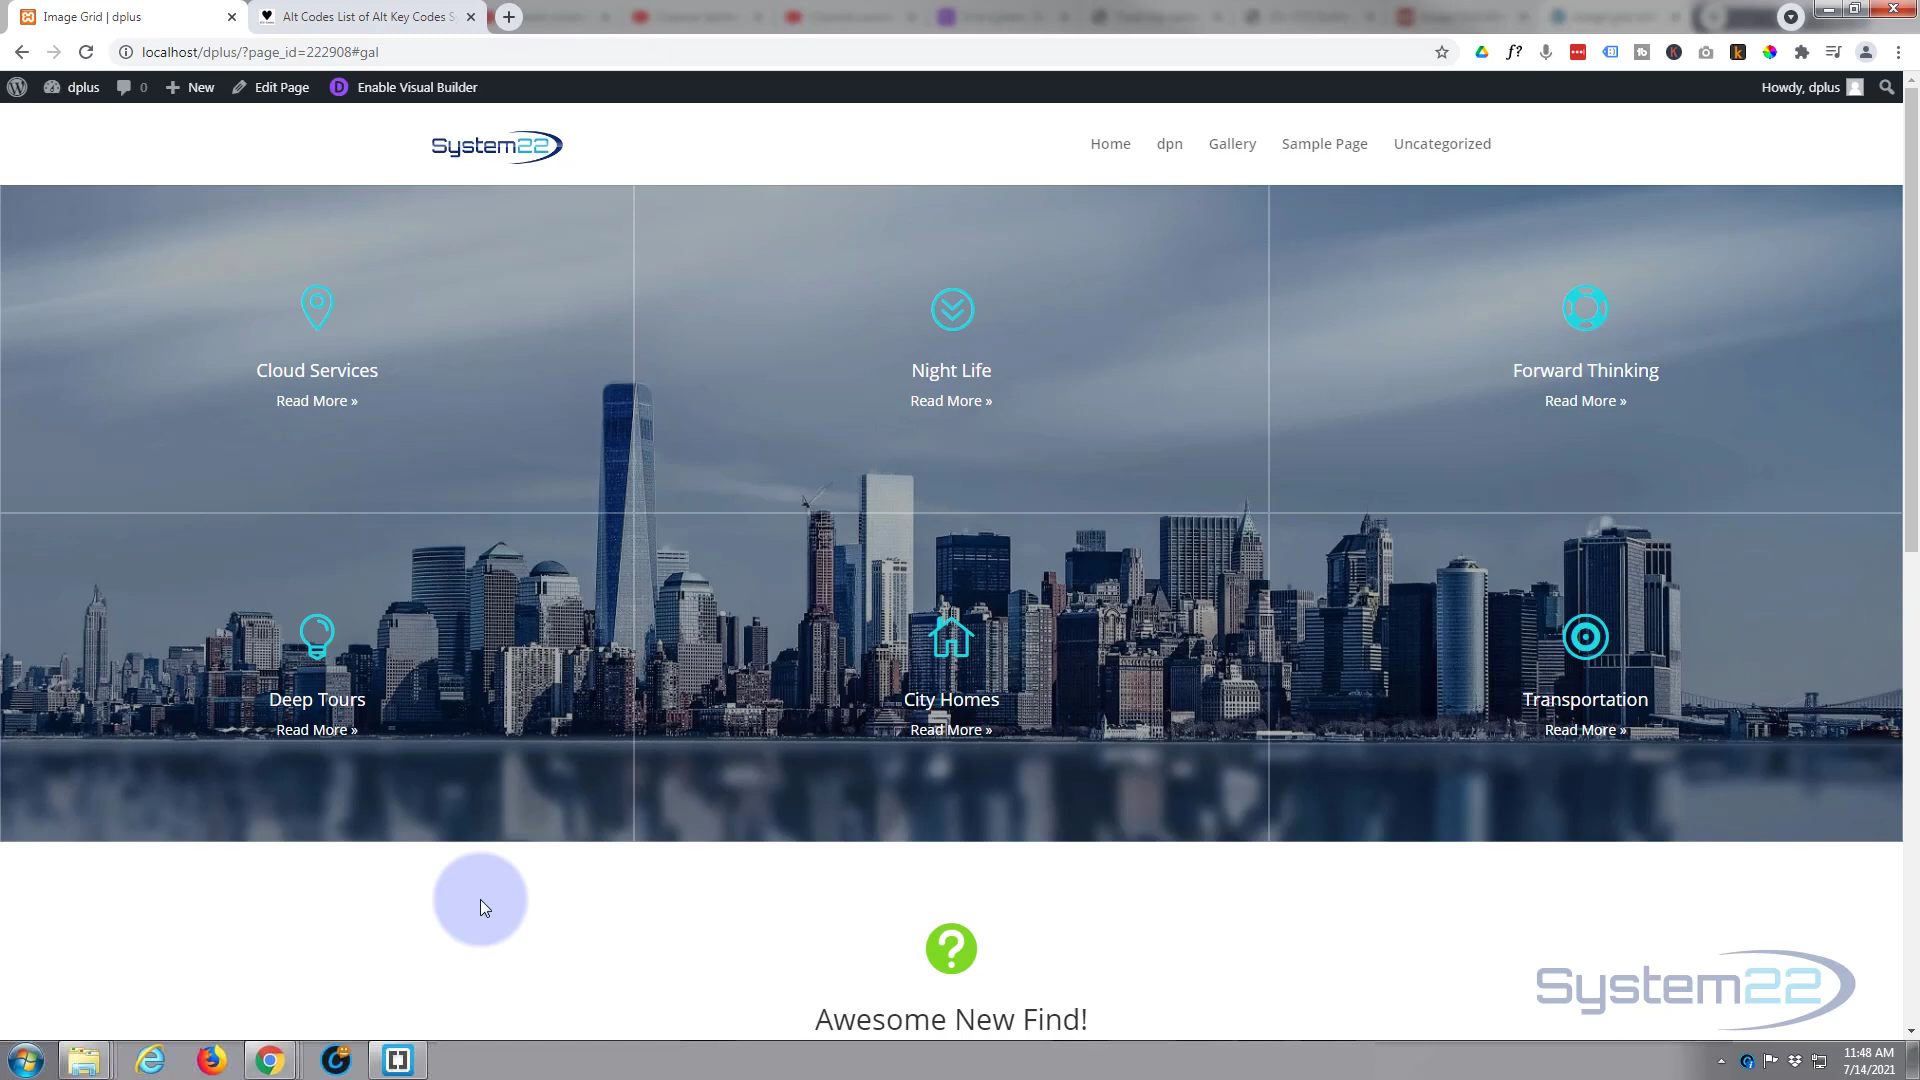 Image Grid | dplus
Alt Codes List of Alt Key Codes S
localhost/dplus/?page_id=222908#gal
dplus 0 New Edit Page Enable Visual Builder Howdy, dplus
System22
Home dpn Gallery Sample Page Uncategorized
Cloud Services
Read More »
Night Life
Read More »
Forward Thinking
Read More »
Deep Tours
Read More »
City Homes
Read More »
Transportation
Read More »
Awesome New Find!
System22
11:48 AM
7/14/2021